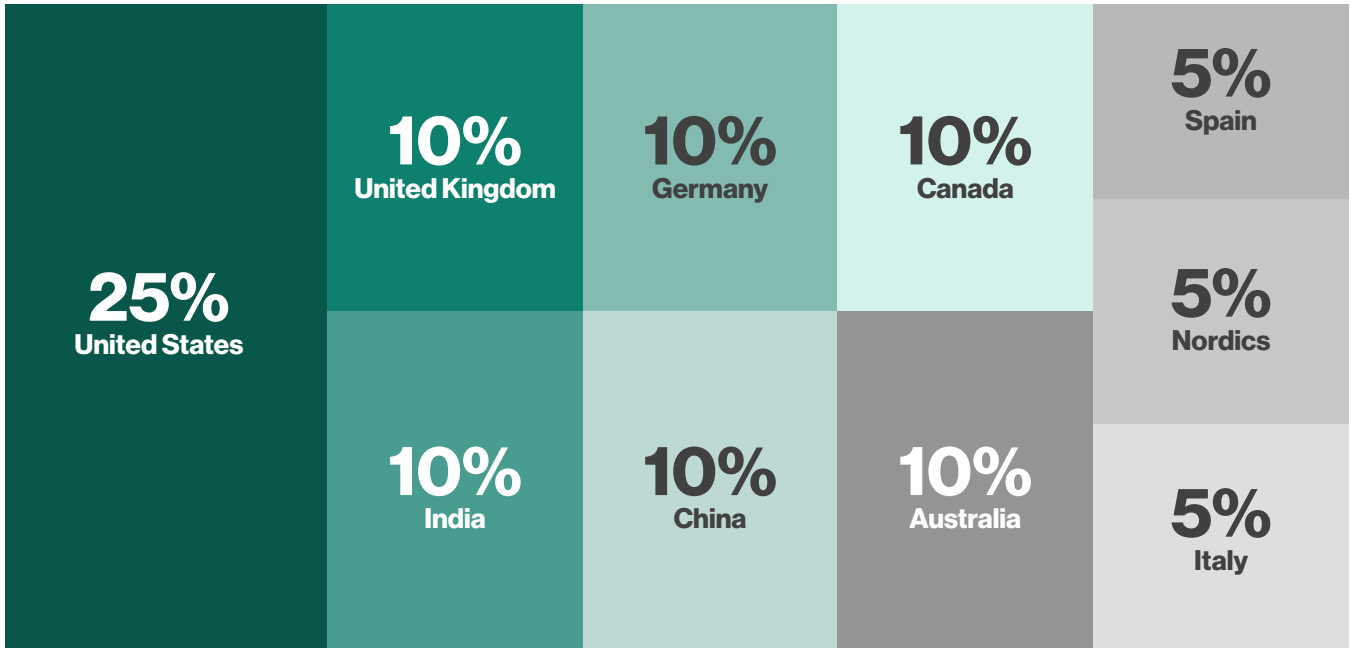 25%
United States
10%
United Kingdom
10%
India
10%
Germany
10%
China
10%
Canada
10%
Australia
5%
Spain
5%
Nordics
5%
Italy